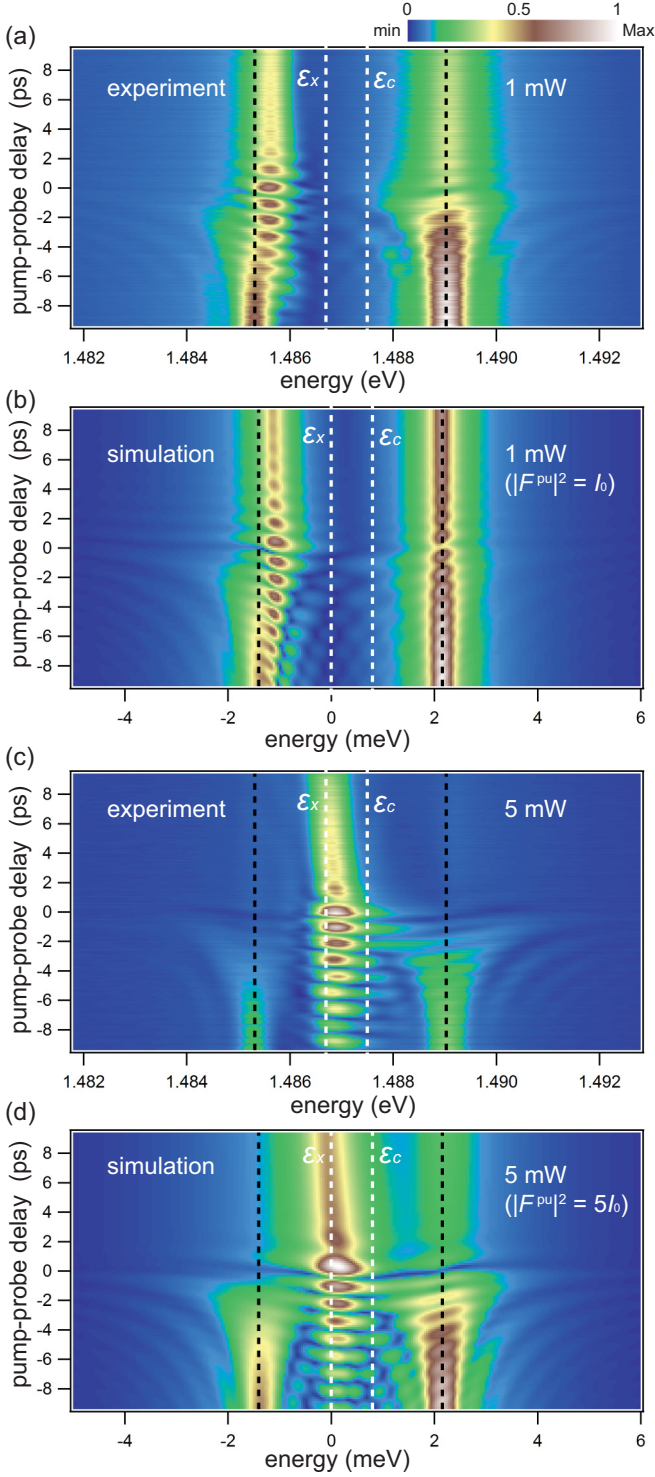 0 0.5 1
min Max
(a)
experiment εx εc 1 mW
pump-probe delay (ps)
8
6
4
2
0
-2
-4
-6
-8
1.482 1.484 1.486 1.488 1.490 1.492
energy (eV)
(b)
simulation εx εc 1 mW
(|F^pu|² = I₀)
pump-probe delay (ps)
8
6
4
2
0
-2
-4
-6
-8
-4 -2 0 2 4 6
energy (meV)
(c)
experiment εx εc 5 mW
pump-probe delay (ps)
8
6
4
2
0
-2
-4
-6
-8
1.482 1.484 1.486 1.488 1.490 1.492
energy (eV)
(d)
simulation εx εc 5 mW
(|F^pu|² = 5I₀)
pump-probe delay (ps)
8
6
4
2
0
-2
-4
-6
-8
-4 -2 0 2 4 6
energy (meV)